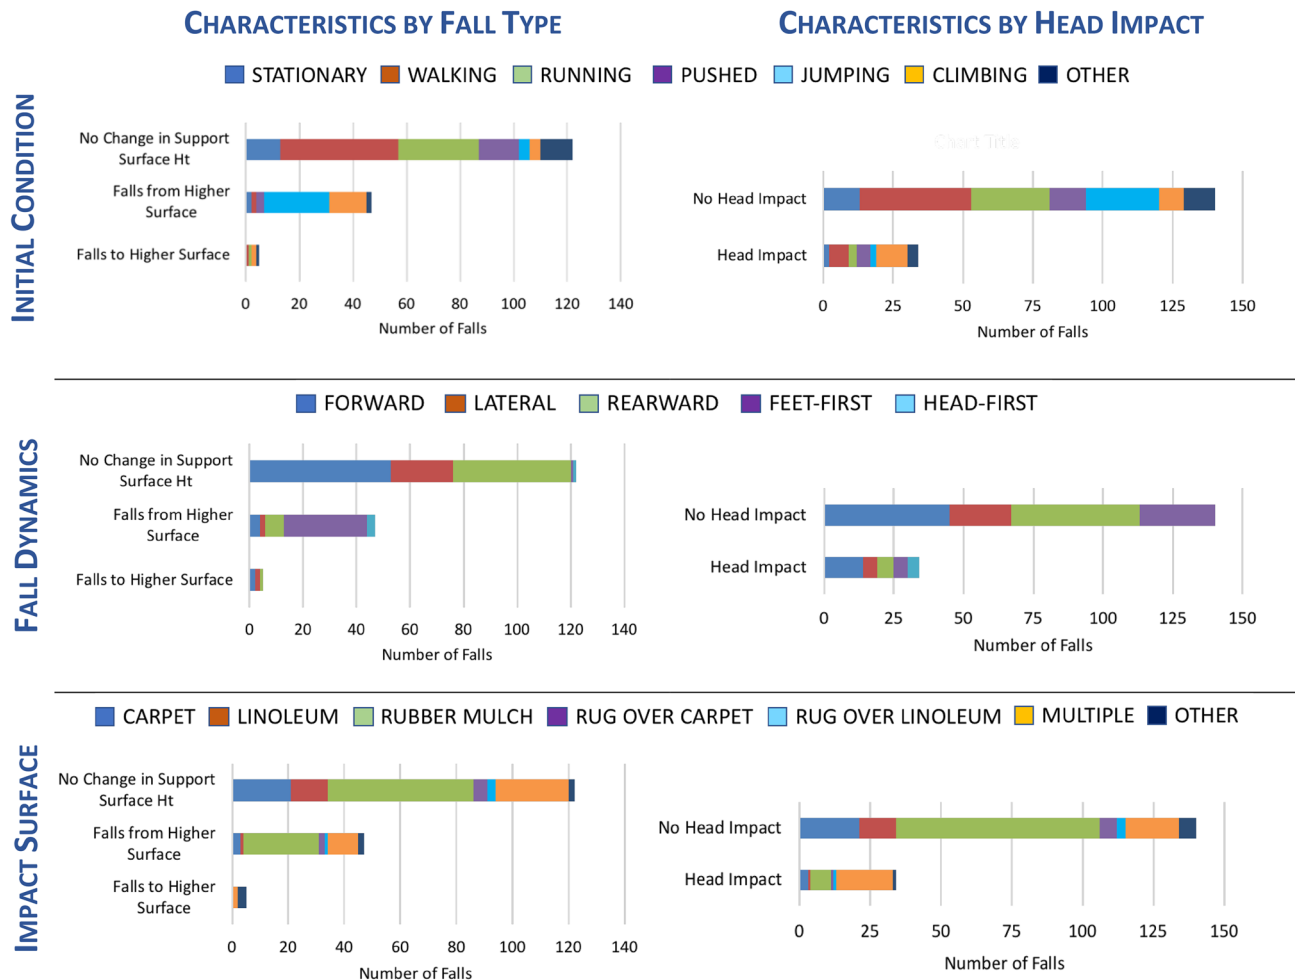 CHARACTERISTICS BY FALL TYPE
CHARACTERISTICS BY HEAD IMPACT
INITIAL CONDITION
STATIONARY WALKING RUNNING PUSHED JUMPING CLIMBING OTHER
No Change in Support
Surface Ht
Falls from Higher
Surface
Falls to Higher Surface
0 20 40 60 80 100 120 140
Number of Falls
Chart Title
No Head Impact
Head Impact
0 25 50 75 100 125 150
Number of Falls
FALL DYNAMICS
FORWARD LATERAL REARWARD FEET-FIRST HEAD-FIRST
No Change in Support
Surface Ht
Falls from Higher
Surface
Falls to Higher Surface
0 20 40 60 80 100 120 140
Number of Falls
No Head Impact
Head Impact
0 25 50 75 100 125 150
Number of Falls
IMPACT SURFACE
CARPET LINOLEUM RUBBER MULCH RUG OVER CARPET RUG OVER LINOLEUM MULTIPLE OTHER
No Change in Support
Surface Ht
Falls from Higher
Surface
Falls to Higher
Surface
0 20 40 60 80 100 120 140
Number of Falls
No Head Impact
Head Impact
0 25 50 75 100 125 150
Number of Falls